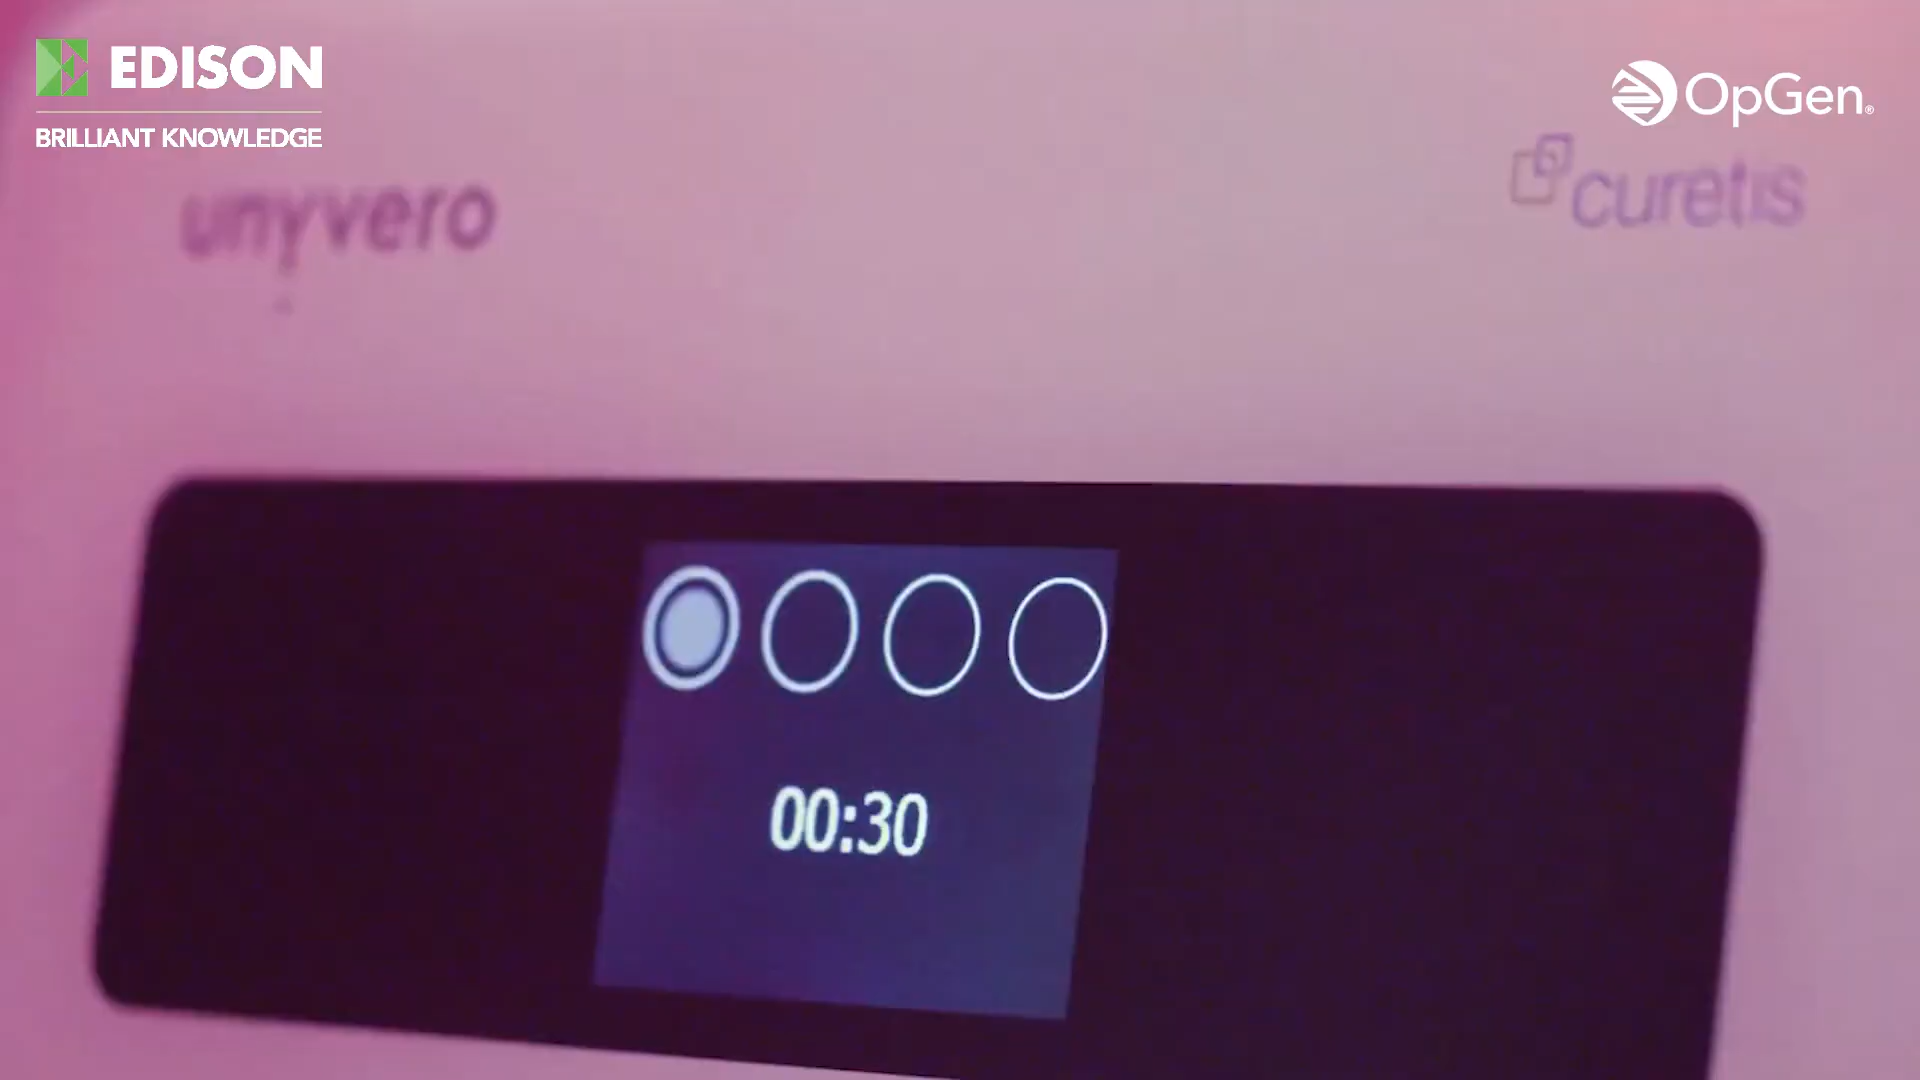 EDISON
BRILLIANT KNOWLEDGE
OpGen®
unyvero
curetis
00:30